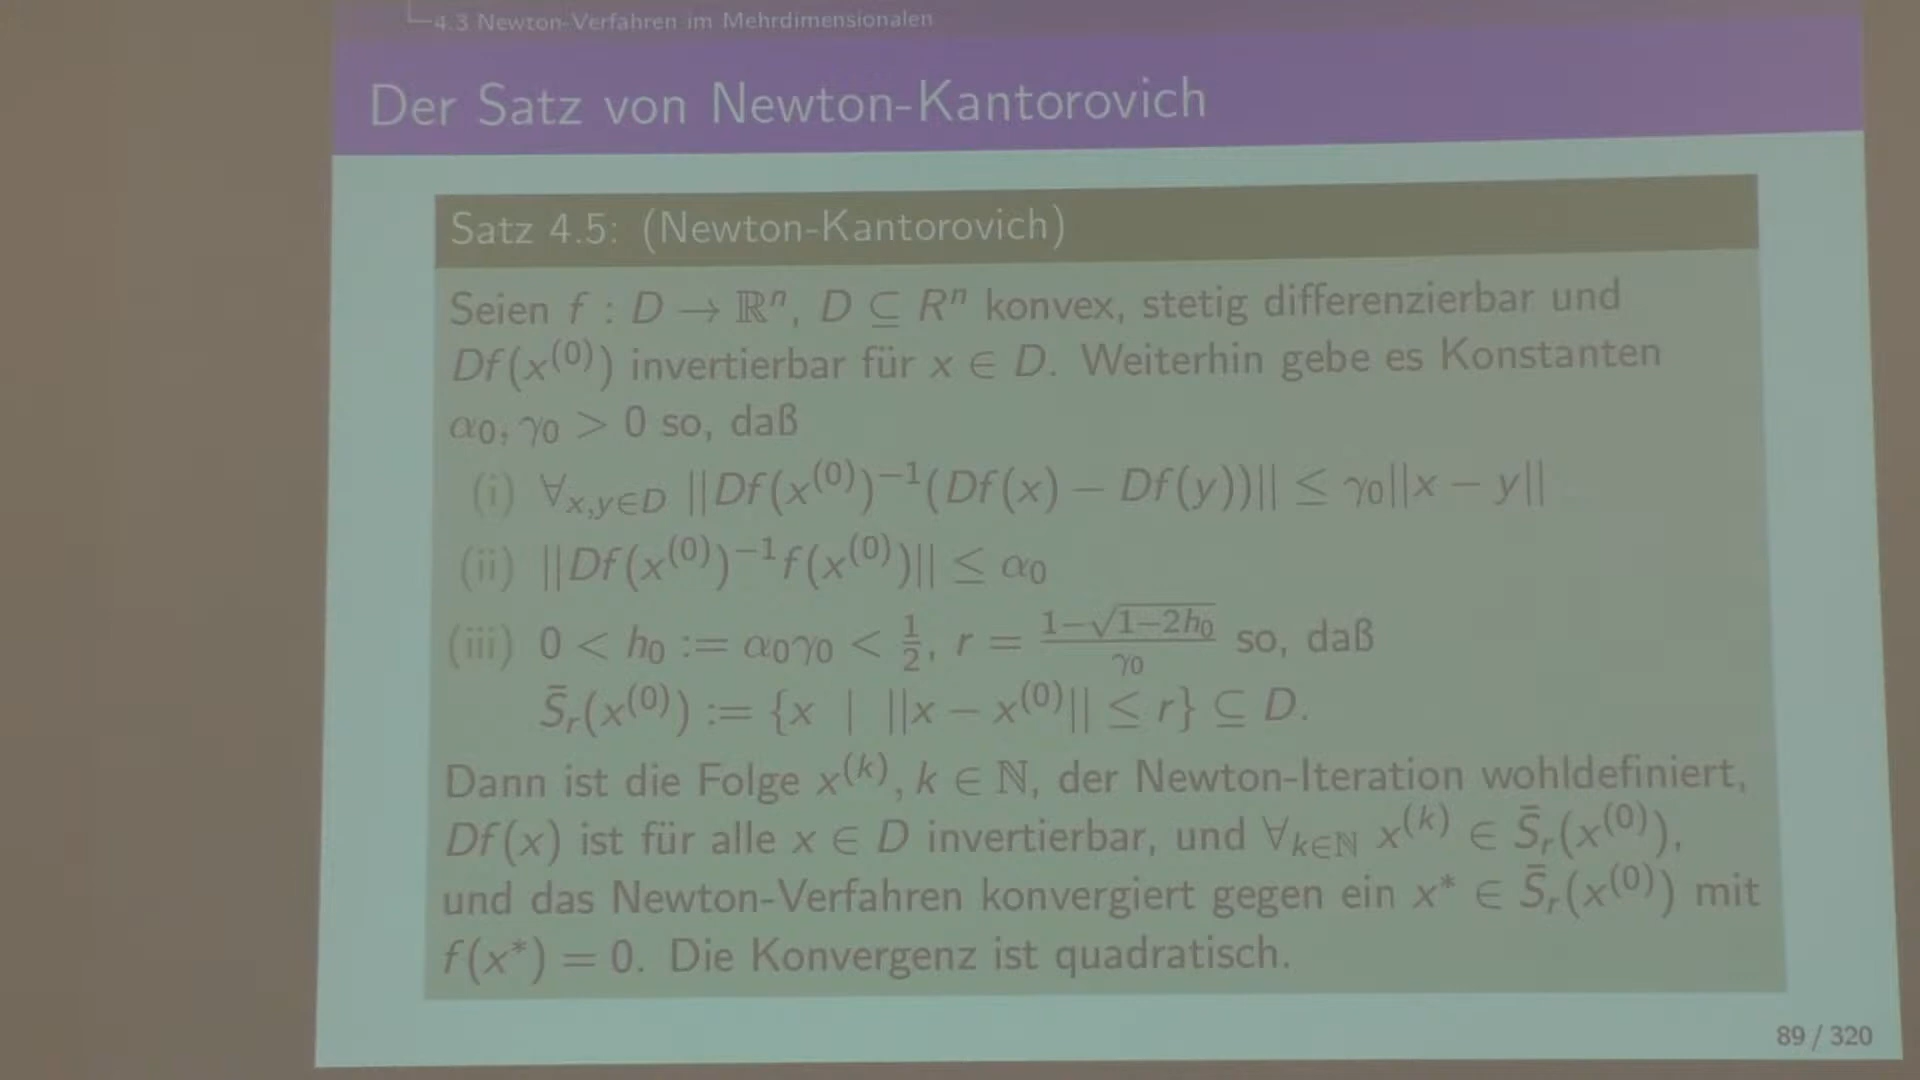 4.3 Newton-Verfahren im Mehrdimensionalen
Der Satz von Newton-Kantorovich
Satz 4.5: (Newton-Kantorovich)
Seien f : D → ℝⁿ, D ⊆ Rⁿ konvex, stetig differenzierbar und
Df(x⁽⁰⁾) invertierbar für x ∈ D. Weiterhin gebe es Konstanten
α₀, γ₀ > 0 so, daß
(i) ∀_{x,y∈D} ||Df(x⁽⁰⁾)⁻¹(Df(x) − Df(y))|| ≤ γ₀||x − y||
(ii) ||Df(x⁽⁰⁾)⁻¹f(x⁽⁰⁾)|| ≤ α₀
(iii) 0 < h₀ := α₀γ₀ < 1/2, r = (1−√(1−2h₀))/γ₀ so, daß
S̄ᵣ(x⁽⁰⁾) := {x | ||x − x⁽⁰⁾|| ≤ r} ⊆ D.
Dann ist die Folge x⁽ᵏ⁾, k ∈ ℕ, der Newton-Iteration wohldefiniert,
Df(x) ist für alle x ∈ D invertierbar, und ∀_{k∈ℕ} x⁽ᵏ⁾ ∈ S̄ᵣ(x⁽⁰⁾),
und das Newton-Verfahren konvergiert gegen ein x* ∈ S̄ᵣ(x⁽⁰⁾) mit
f(x*) = 0. Die Konvergenz ist quadratisch.
89 / 320